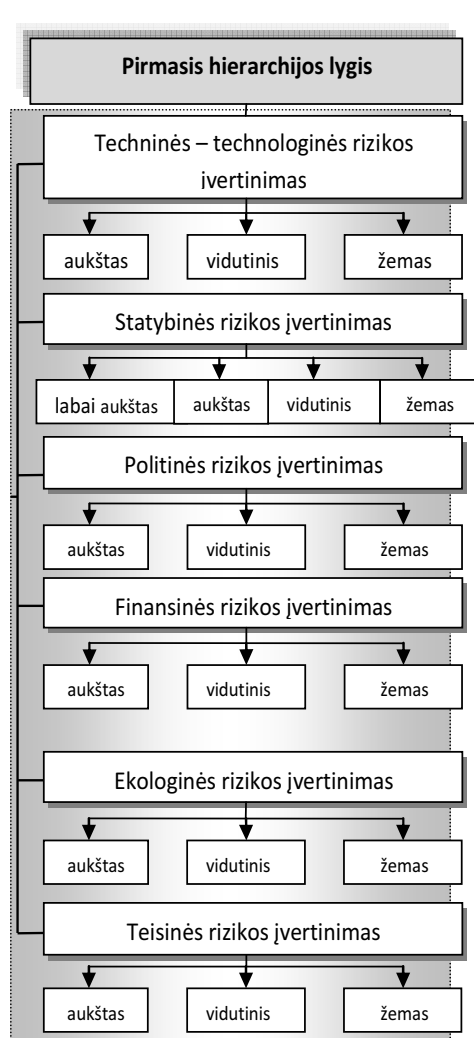 Pirmasis hierarchijos lygis
Techninės – technologinės rizikos
įvertinimas
aukštas vidutinis žemas
Statybinės rizikos įvertinimas
labai aukštas aukštas vidutinis žemas
Politinės rizikos įvertinimas
aukštas vidutinis žemas
Finansinės rizikos įvertinimas
aukštas vidutinis žemas
Ekologinės rizikos įvertinimas
aukštas vidutinis žemas
Teisinės rizikos įvertinimas
aukštas vidutinis žemas